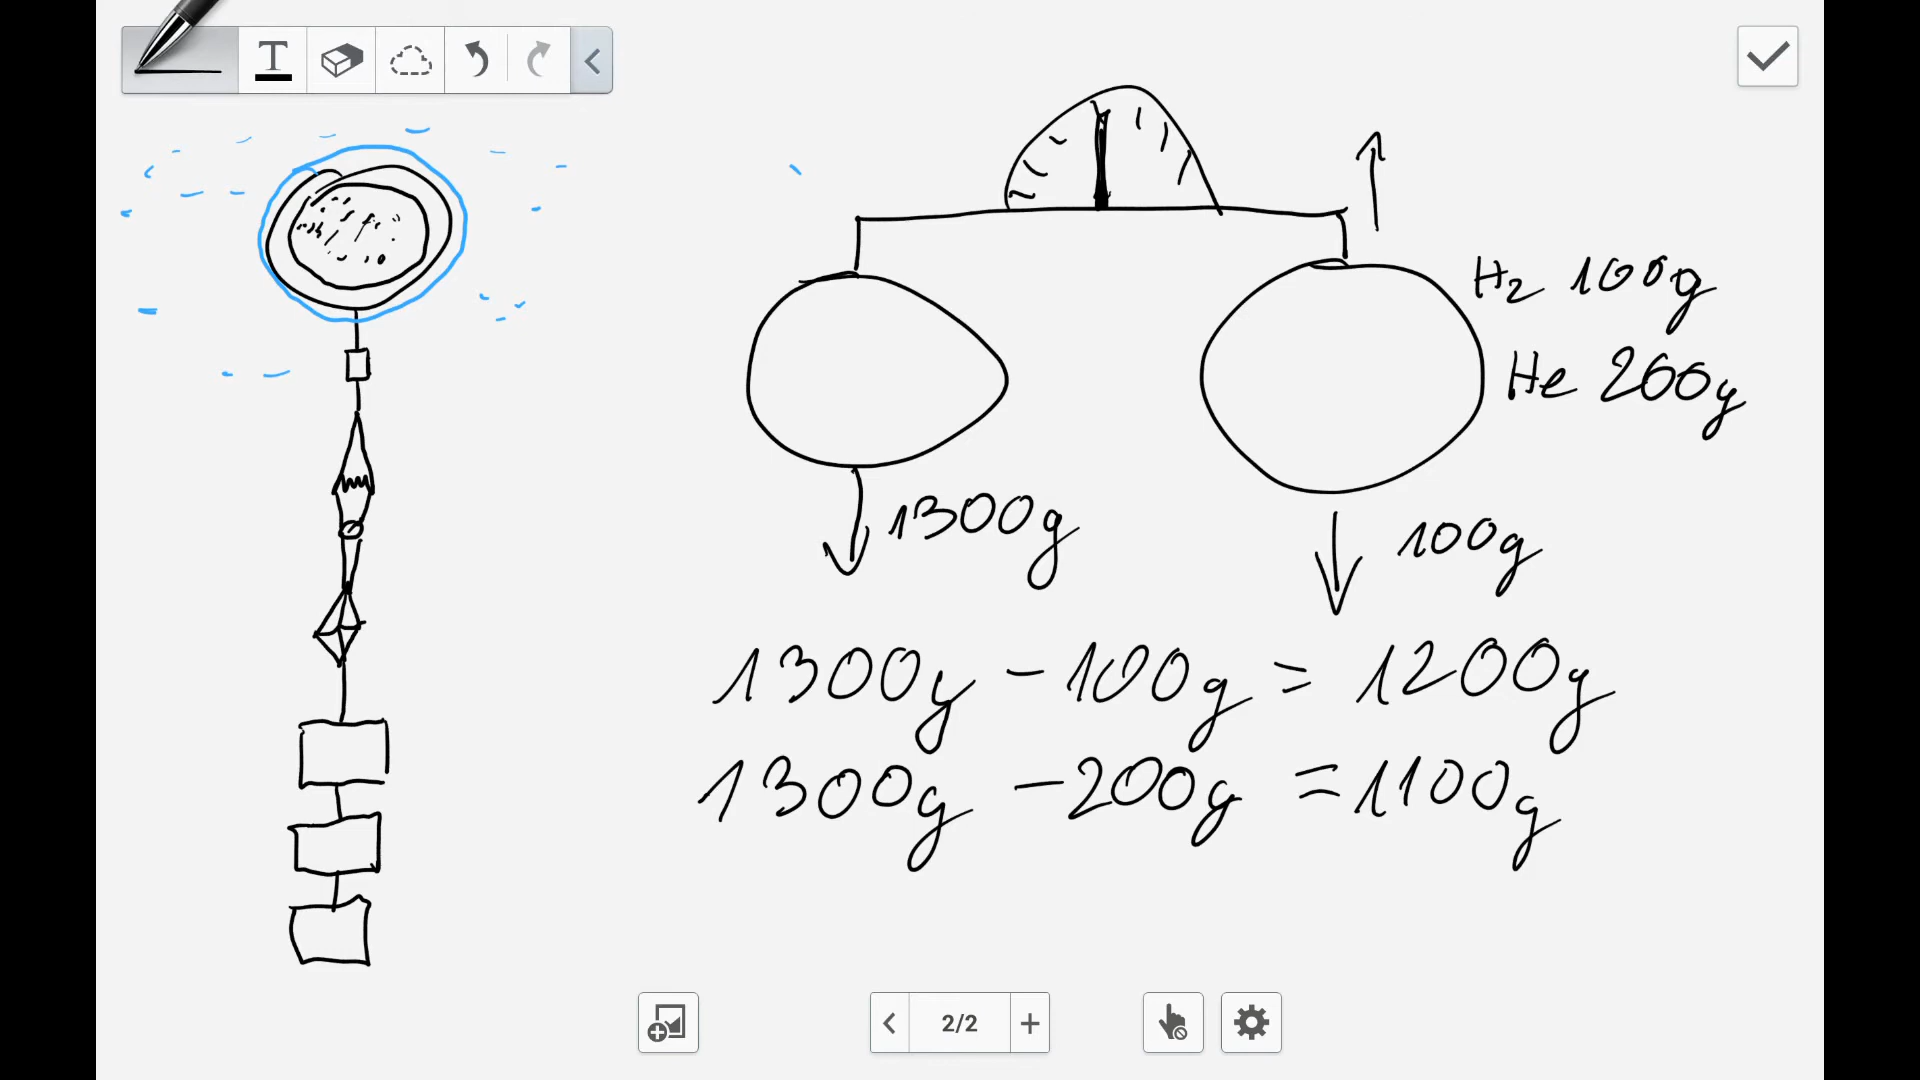 T
H₂ 100g
He 200g
1300g
100g
1300g - 100g = 1200g
1300g - 200g = 1100g
2/2